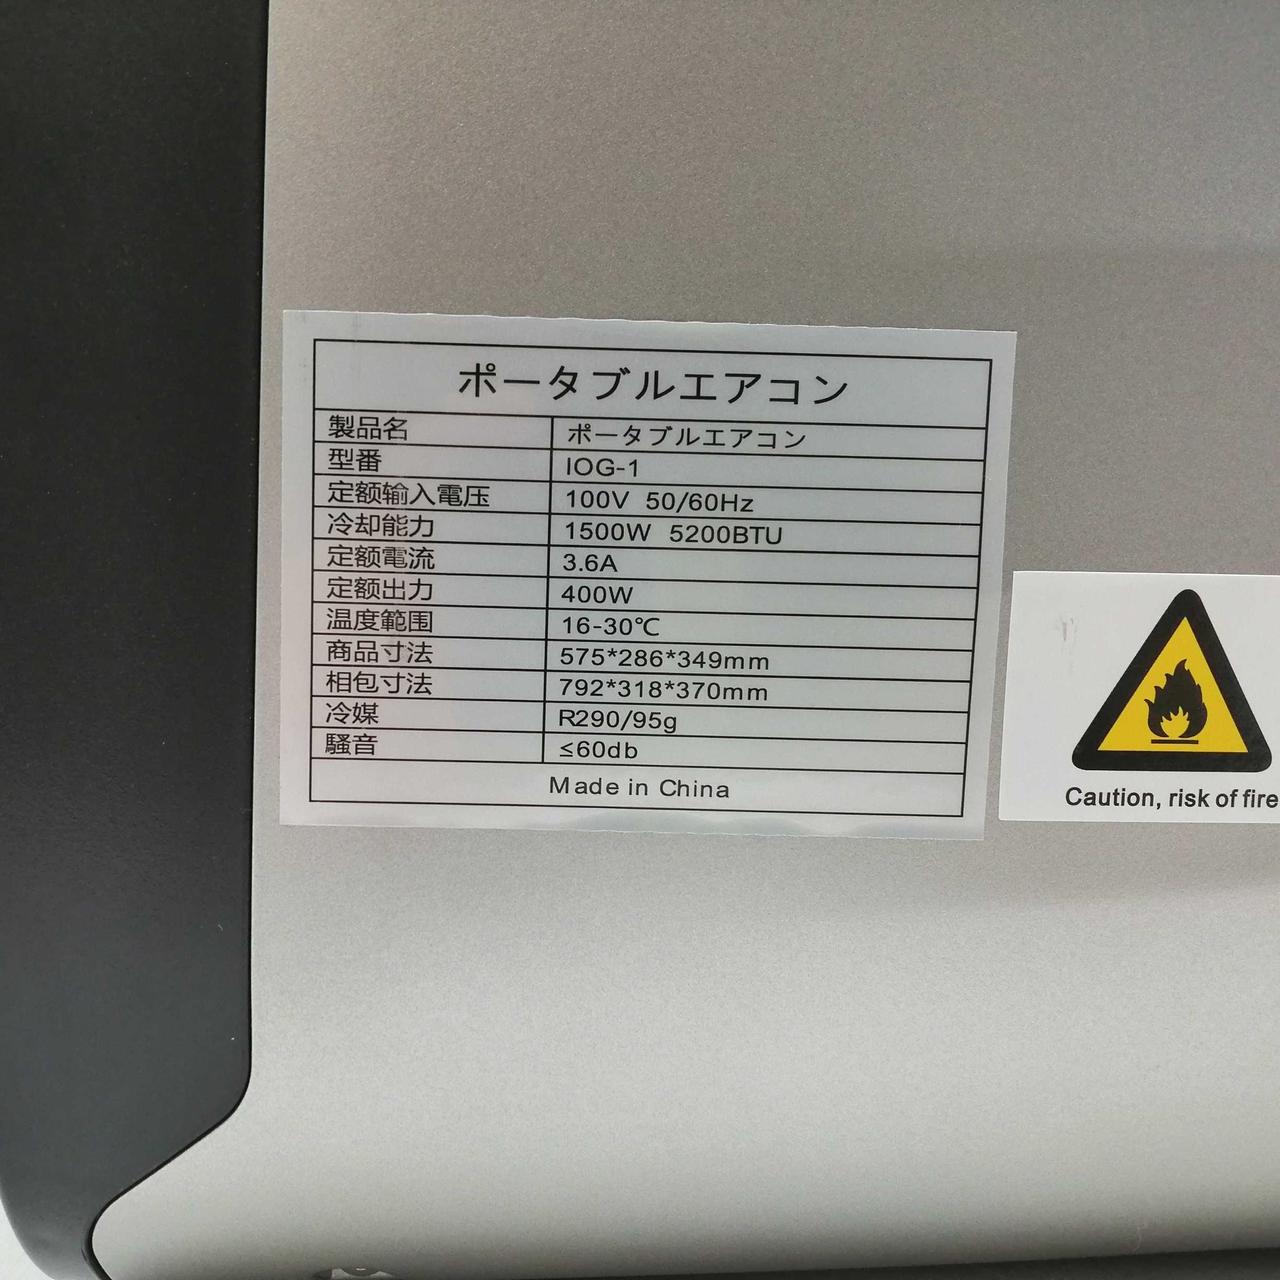 ポータブルエアコン
製品名 ポータブルエアコン
型番 IOG-1
定额输入電压 100V 50/60Hz
冷却能力 1500W 5200BTU
定额電流 3.6A
定额出力 400W
温度範囲 16-30℃
商品寸法 575*286*349mm
相包寸法 792*318*370mm
冷媒 R290/95g
騒音 ≤60db
Made in China
Caution, risk of fire